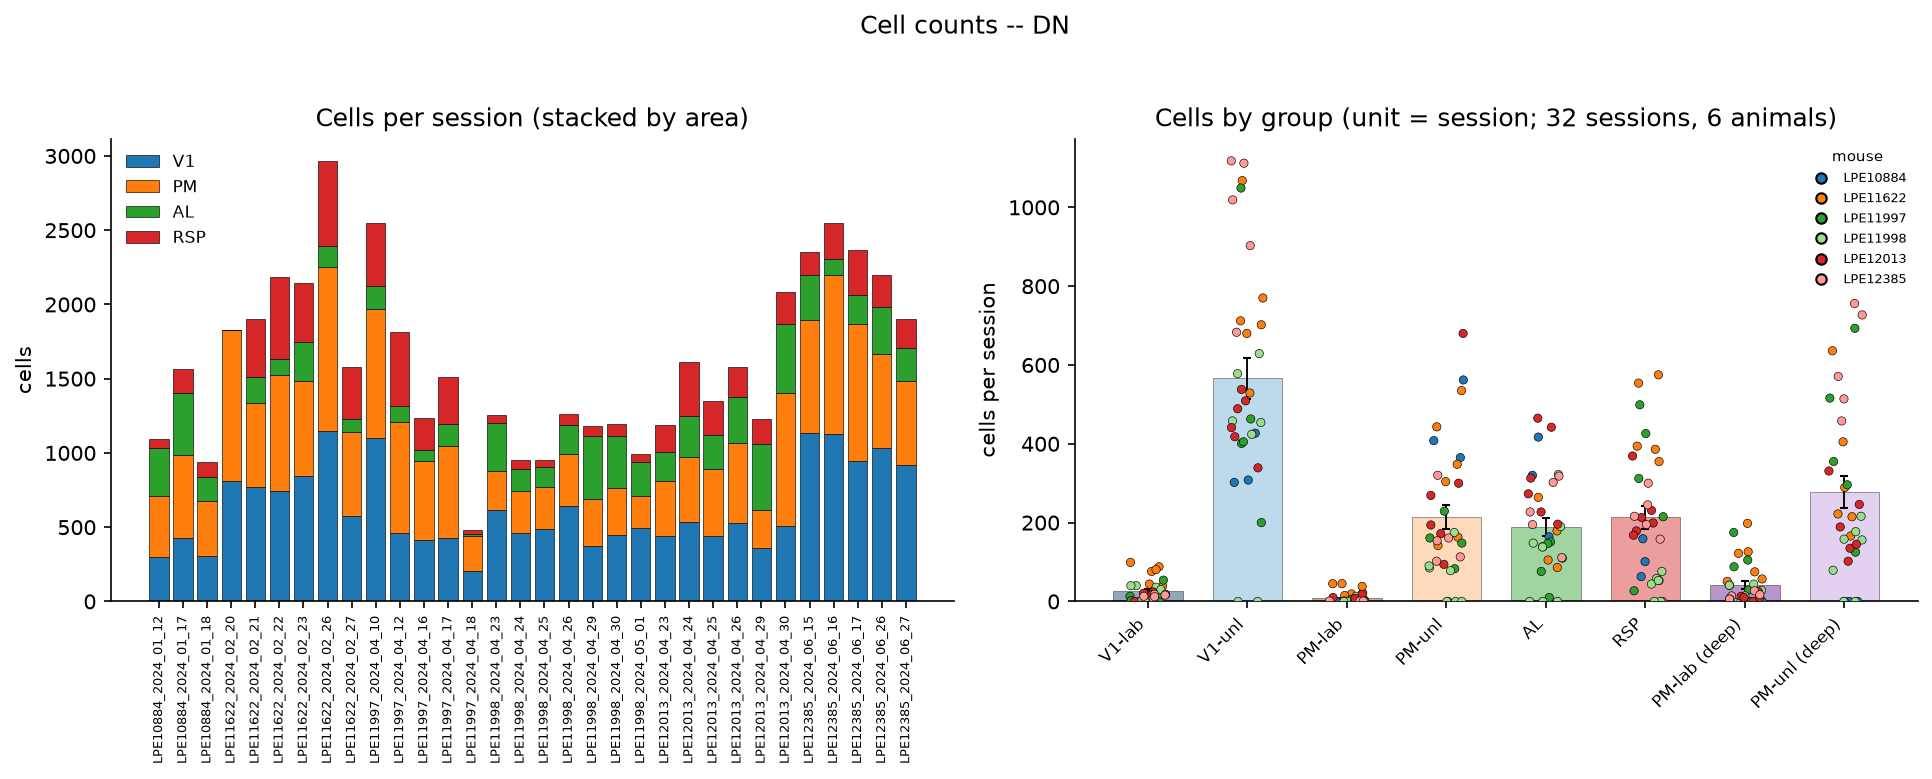 Cell counts -- DN
Cells per session (stacked by area)
cells
3000
2500
2000
1500
1000
500
0
V1
PM
AL
RSP
LPE10884_2024_01_12
LPE10884_2024_01_17
LPE10884_2024_01_18
LPE11622_2024_02_20
LPE11622_2024_02_21
LPE11622_2024_02_22
LPE11622_2024_02_23
LPE11622_2024_02_26
LPE11622_2024_02_27
LPE11997_2024_04_10
LPE11997_2024_04_12
LPE11997_2024_04_16
LPE11997_2024_04_17
LPE11997_2024_04_18
LPE11998_2024_04_23
LPE11998_2024_04_24
LPE11998_2024_04_25
LPE11998_2024_04_26
LPE11998_2024_04_29
LPE11998_2024_04_30
LPE11998_2024_05_01
LPE12013_2024_04_23
LPE12013_2024_04_24
LPE12013_2024_04_25
LPE12013_2024_04_26
LPE12013_2024_04_29
LPE12013_2024_04_30
LPE12385_2024_06_15
LPE12385_2024_06_16
LPE12385_2024_06_17
LPE12385_2024_06_26
LPE12385_2024_06_27
Cells by group (unit = session; 32 sessions, 6 animals)
cells per session
1000
800
600
400
200
0
mouse
LPE10884
LPE11622
LPE11997
LPE11998
LPE12013
LPE12385
V1-lab
V1-unl
PM-lab
PM-unl
AL
RSP
PM-lab (deep)
PM-unl (deep)